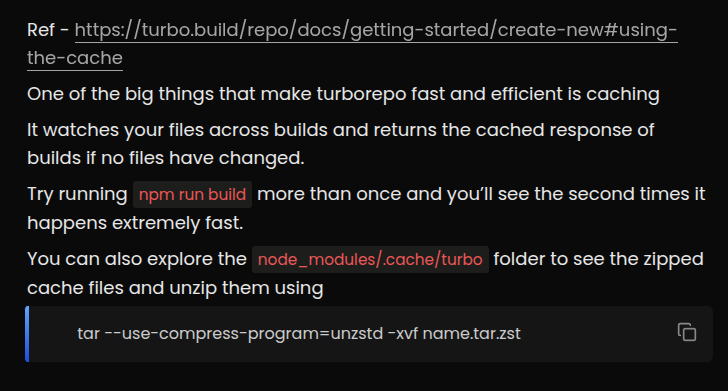 Ref - https://turbo.build/repo/docs/getting-started/create-new#using-
the-cache
One of the big things that make turborepo fast and efficient is caching
It watches your files across builds and returns the cached response of
builds if no files have changed.
Try running npm run build more than once and you’ll see the second times it
happens extremely fast.
You can also explore the node_modules/.cache/turbo folder to see the zipped
cache files and unzip them using
tar --use-compress-program=unzstd -xvf name.tar.zst